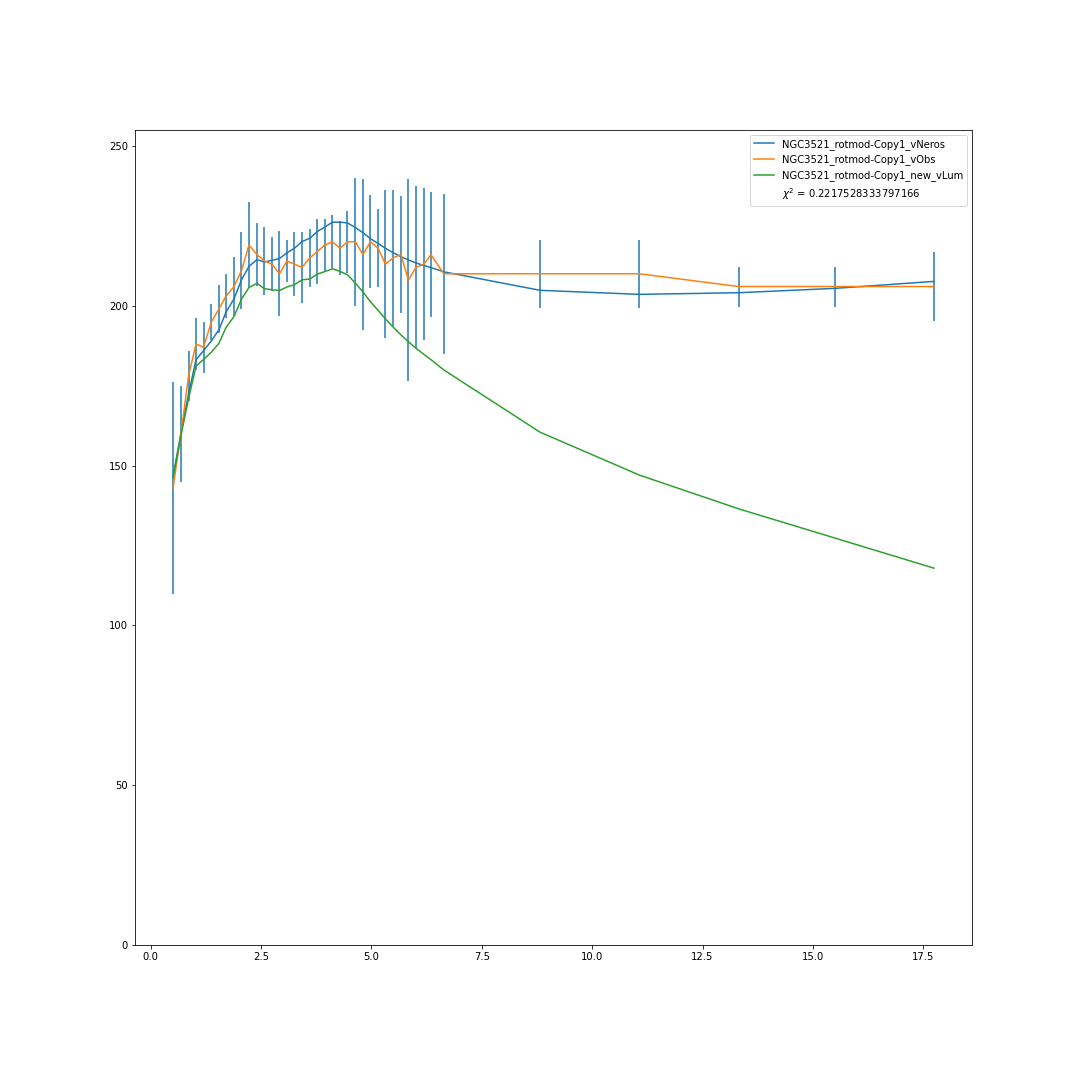 250
200
150
100
50
0
0.0 2.5 5.0 7.5 10.0 12.5 15.0 17.5
NGC3521_rotmod-Copy1_vNeros
NGC3521_rotmod-Copy1_vObs
NGC3521_rotmod-Copy1_new_vLum
χ² = 0.2217528333797166